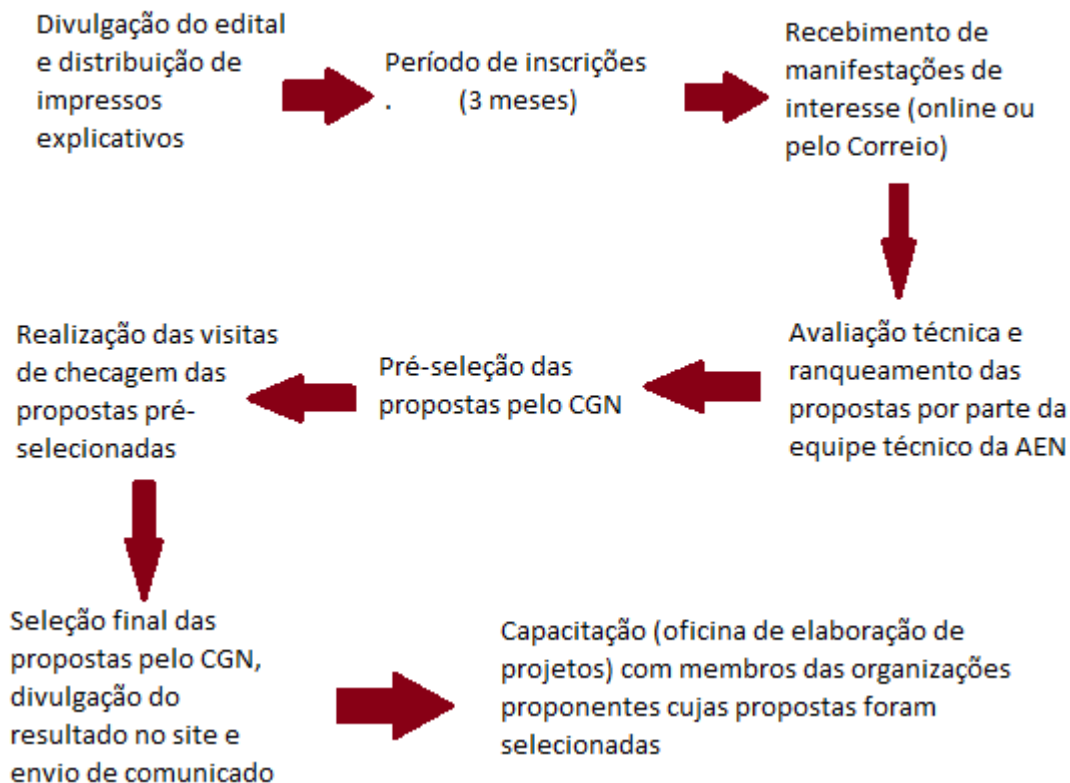 Divulgação do edital
e distribuição de
impressos
explicativos
Período de inscrições
. (3 meses)
Recebimento de
manifestações de
interesse (online ou
pelo Correio)
Avaliação técnica e
ranqueamento das
propostas por parte da
equipe técnico da AEN
Pré-seleção das
propostas pelo CGN
Realização das visitas
de checagem das
propostas pré-
selecionadas
Seleção final das
propostas pelo CGN,
divulgação do
resultado no site e
envio de comunicado
Capacitação (oficina de elaboração de
projetos) com membros das organizações
proponentes cujas propostas foram
selecionadas